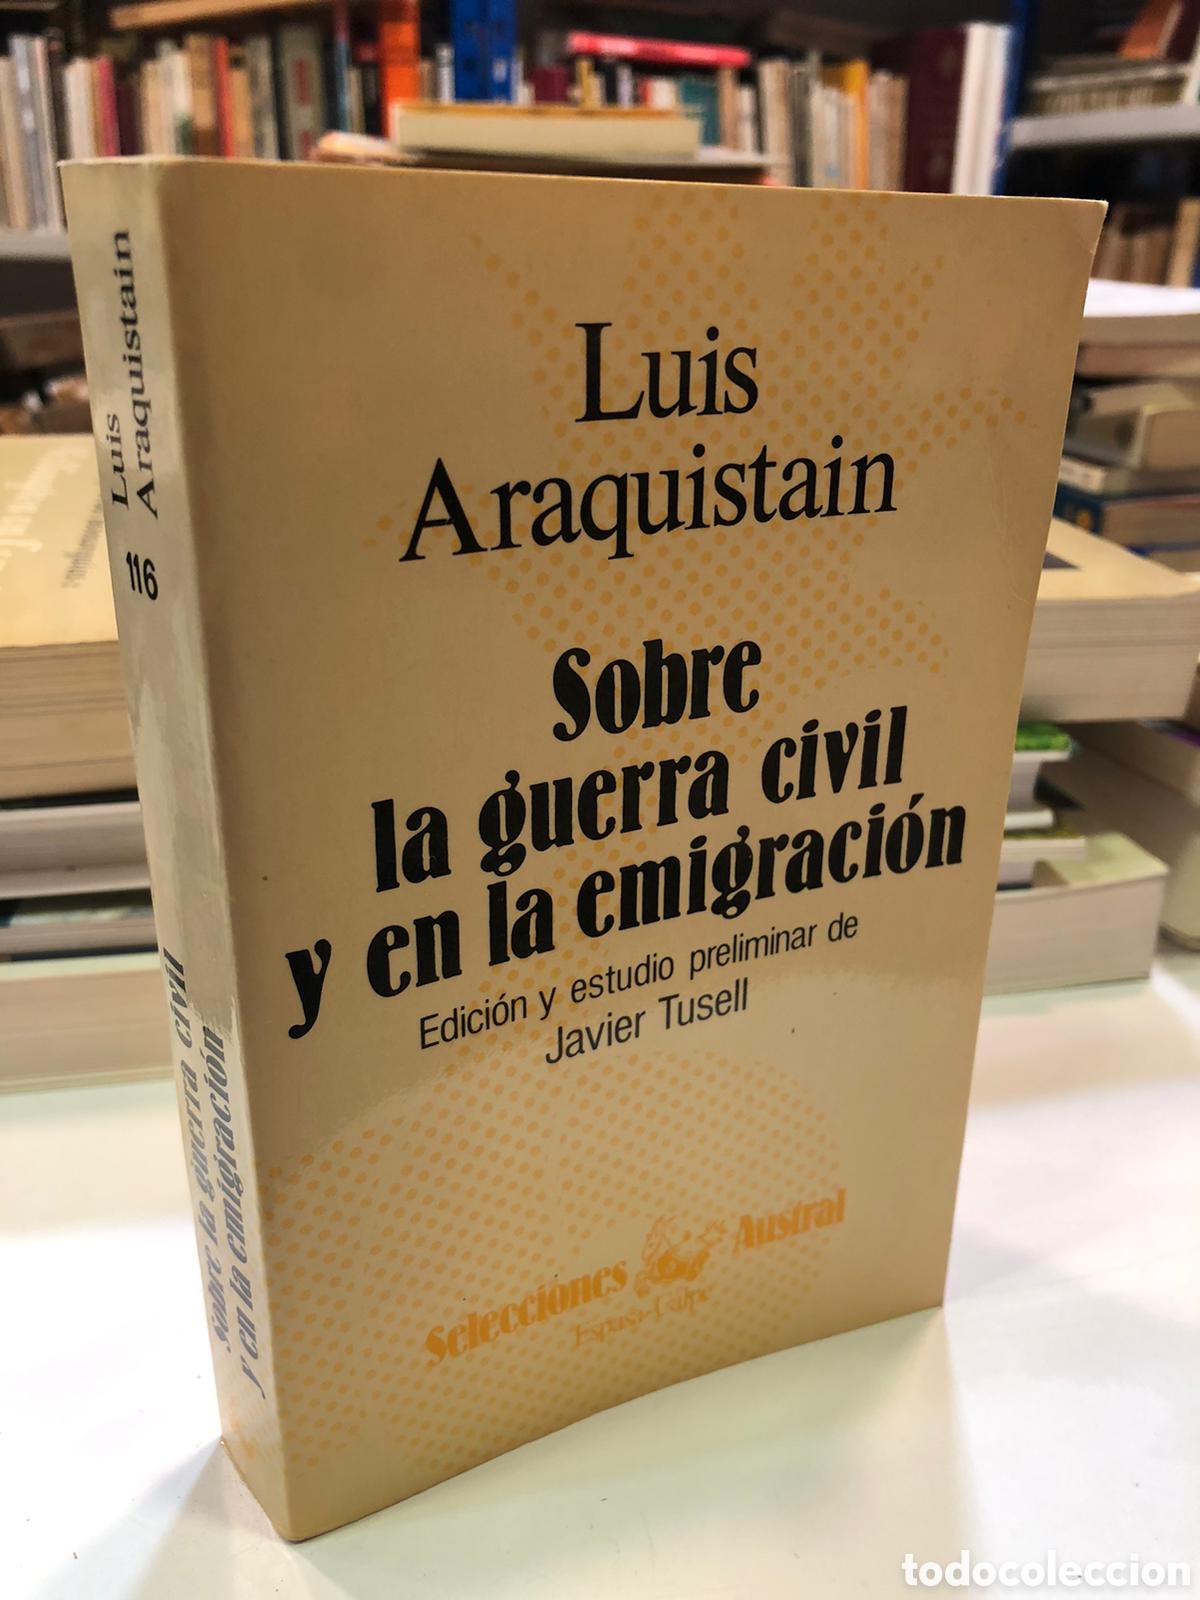 Luis
Araquistain
116
Sobre la guerra civil
y en la emigración
Luis
Araquistain
Sobre
la guerra civil
y en la emigración
Edición y estudio preliminar de
Javier Tusell
Selecciones Austral
Espasa-Calpe
todocoleccion